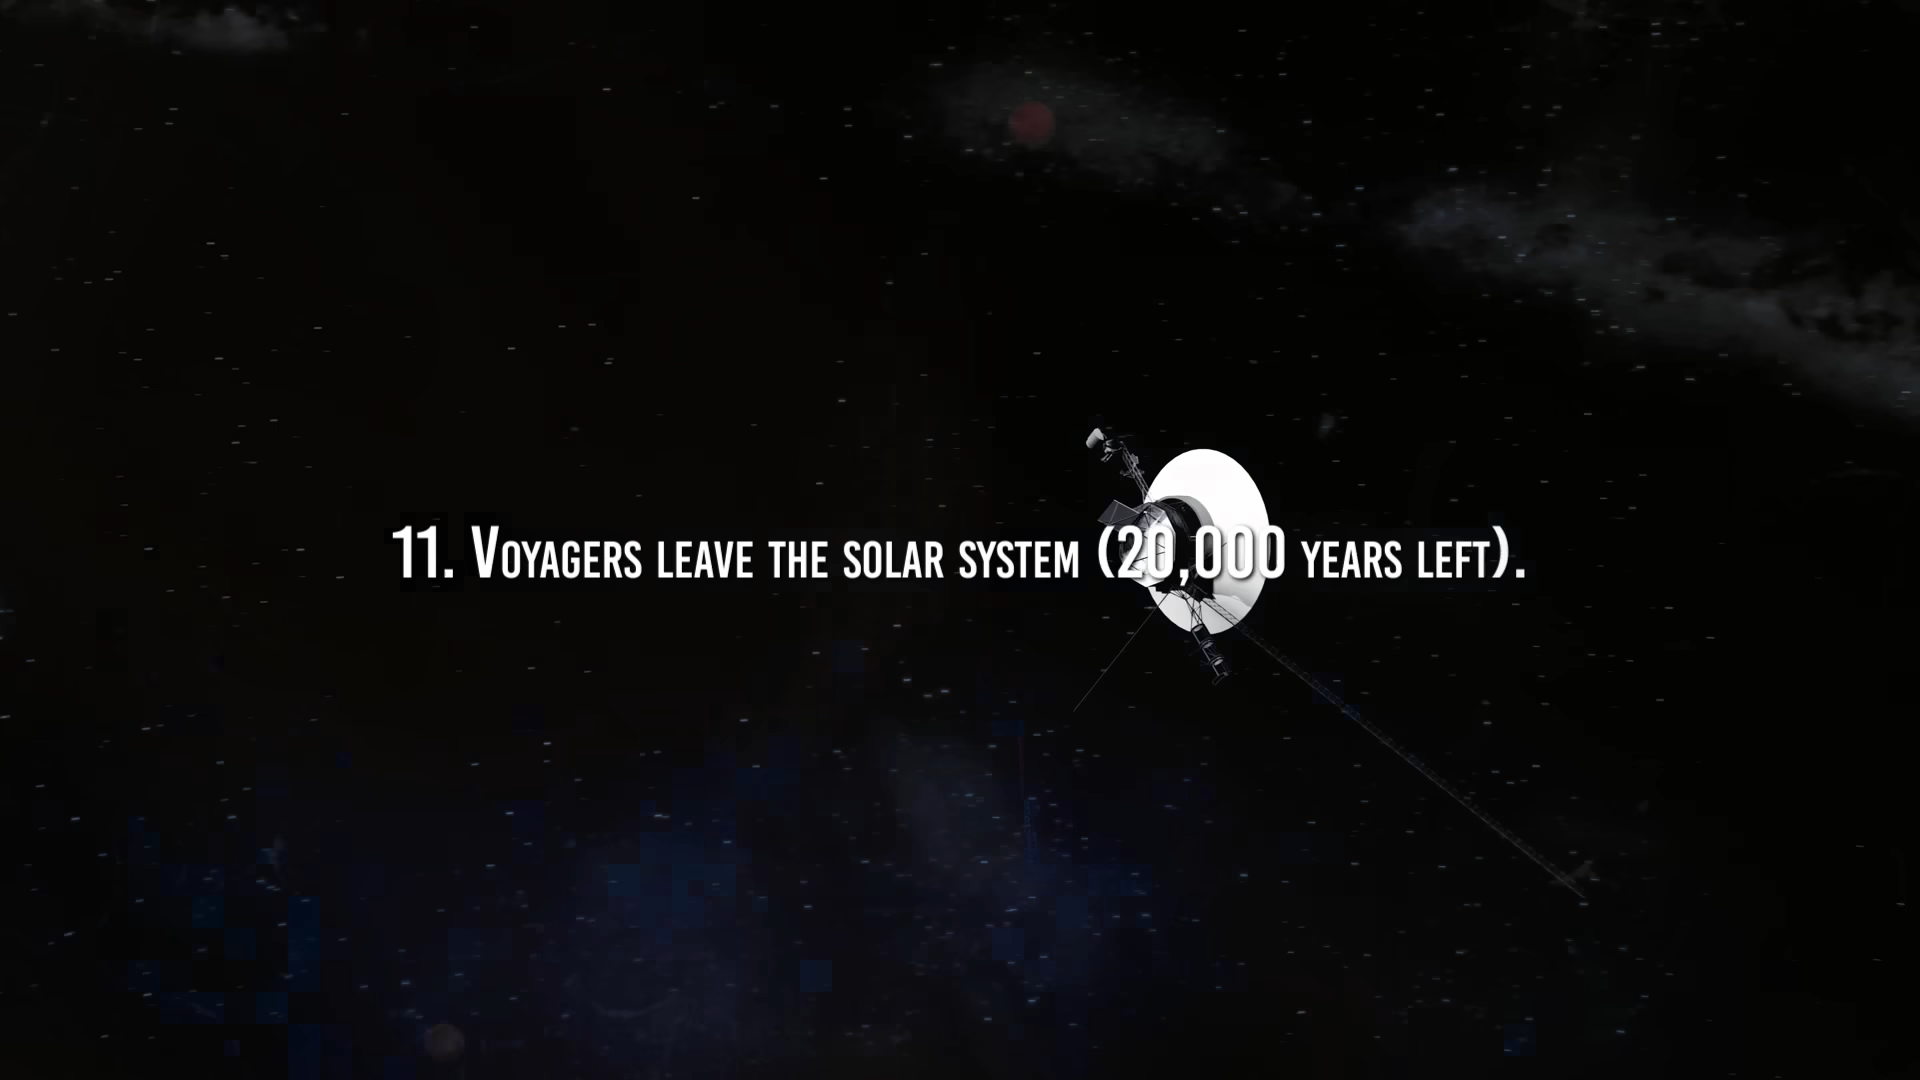 11. Voyagers leave the solar system (20,000 years left).